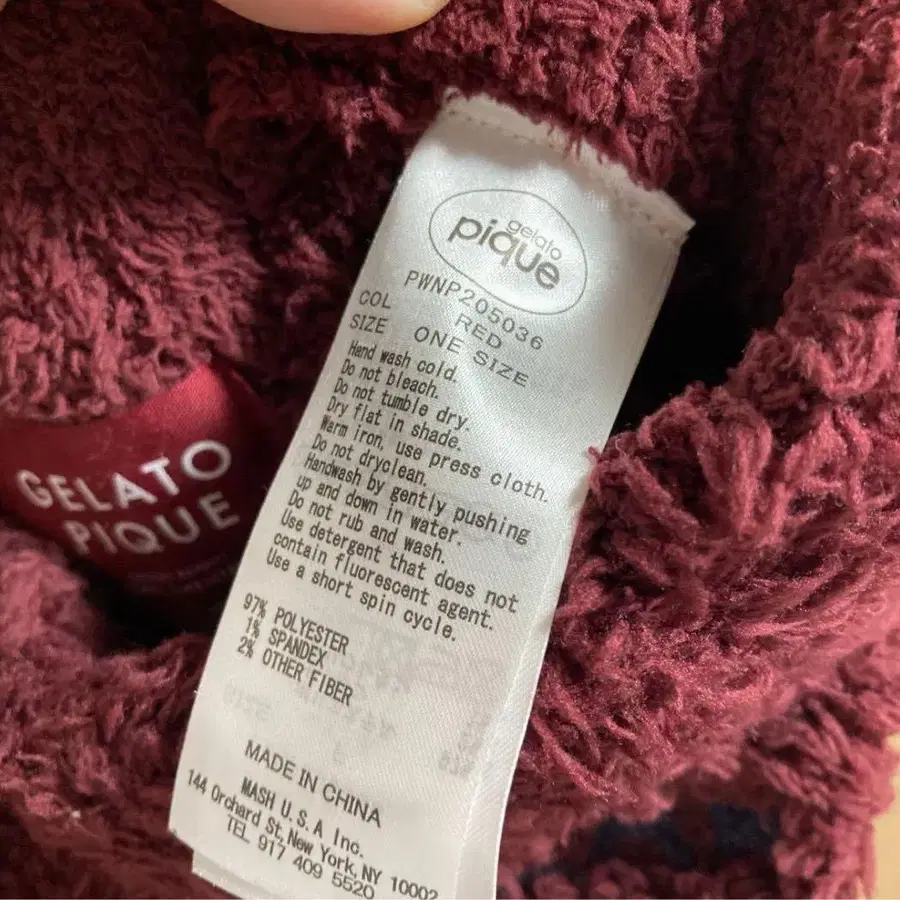 gelato
pique
PWNP205036
COL RED
SIZE ONE SIZE
Hand wash cold.
Do not bleach.
Do not tumble dry.
Dry flat in shade.
Warm iron, use press cloth.
Do not dryclean.
Handwash by gently pushing
up and down in water.
Do not rub and wash.
Use detergent that does not
contain fluorescent agent.
Use a short spin cycle.
97% POLYESTER
1% SPANDEX
2% OTHER FIBER
MADE IN CHINA
MASH U.S.A Inc.
144 Orchard St, New York, NY 10002
TEL 917 409 5520
GELATO
PIQUE